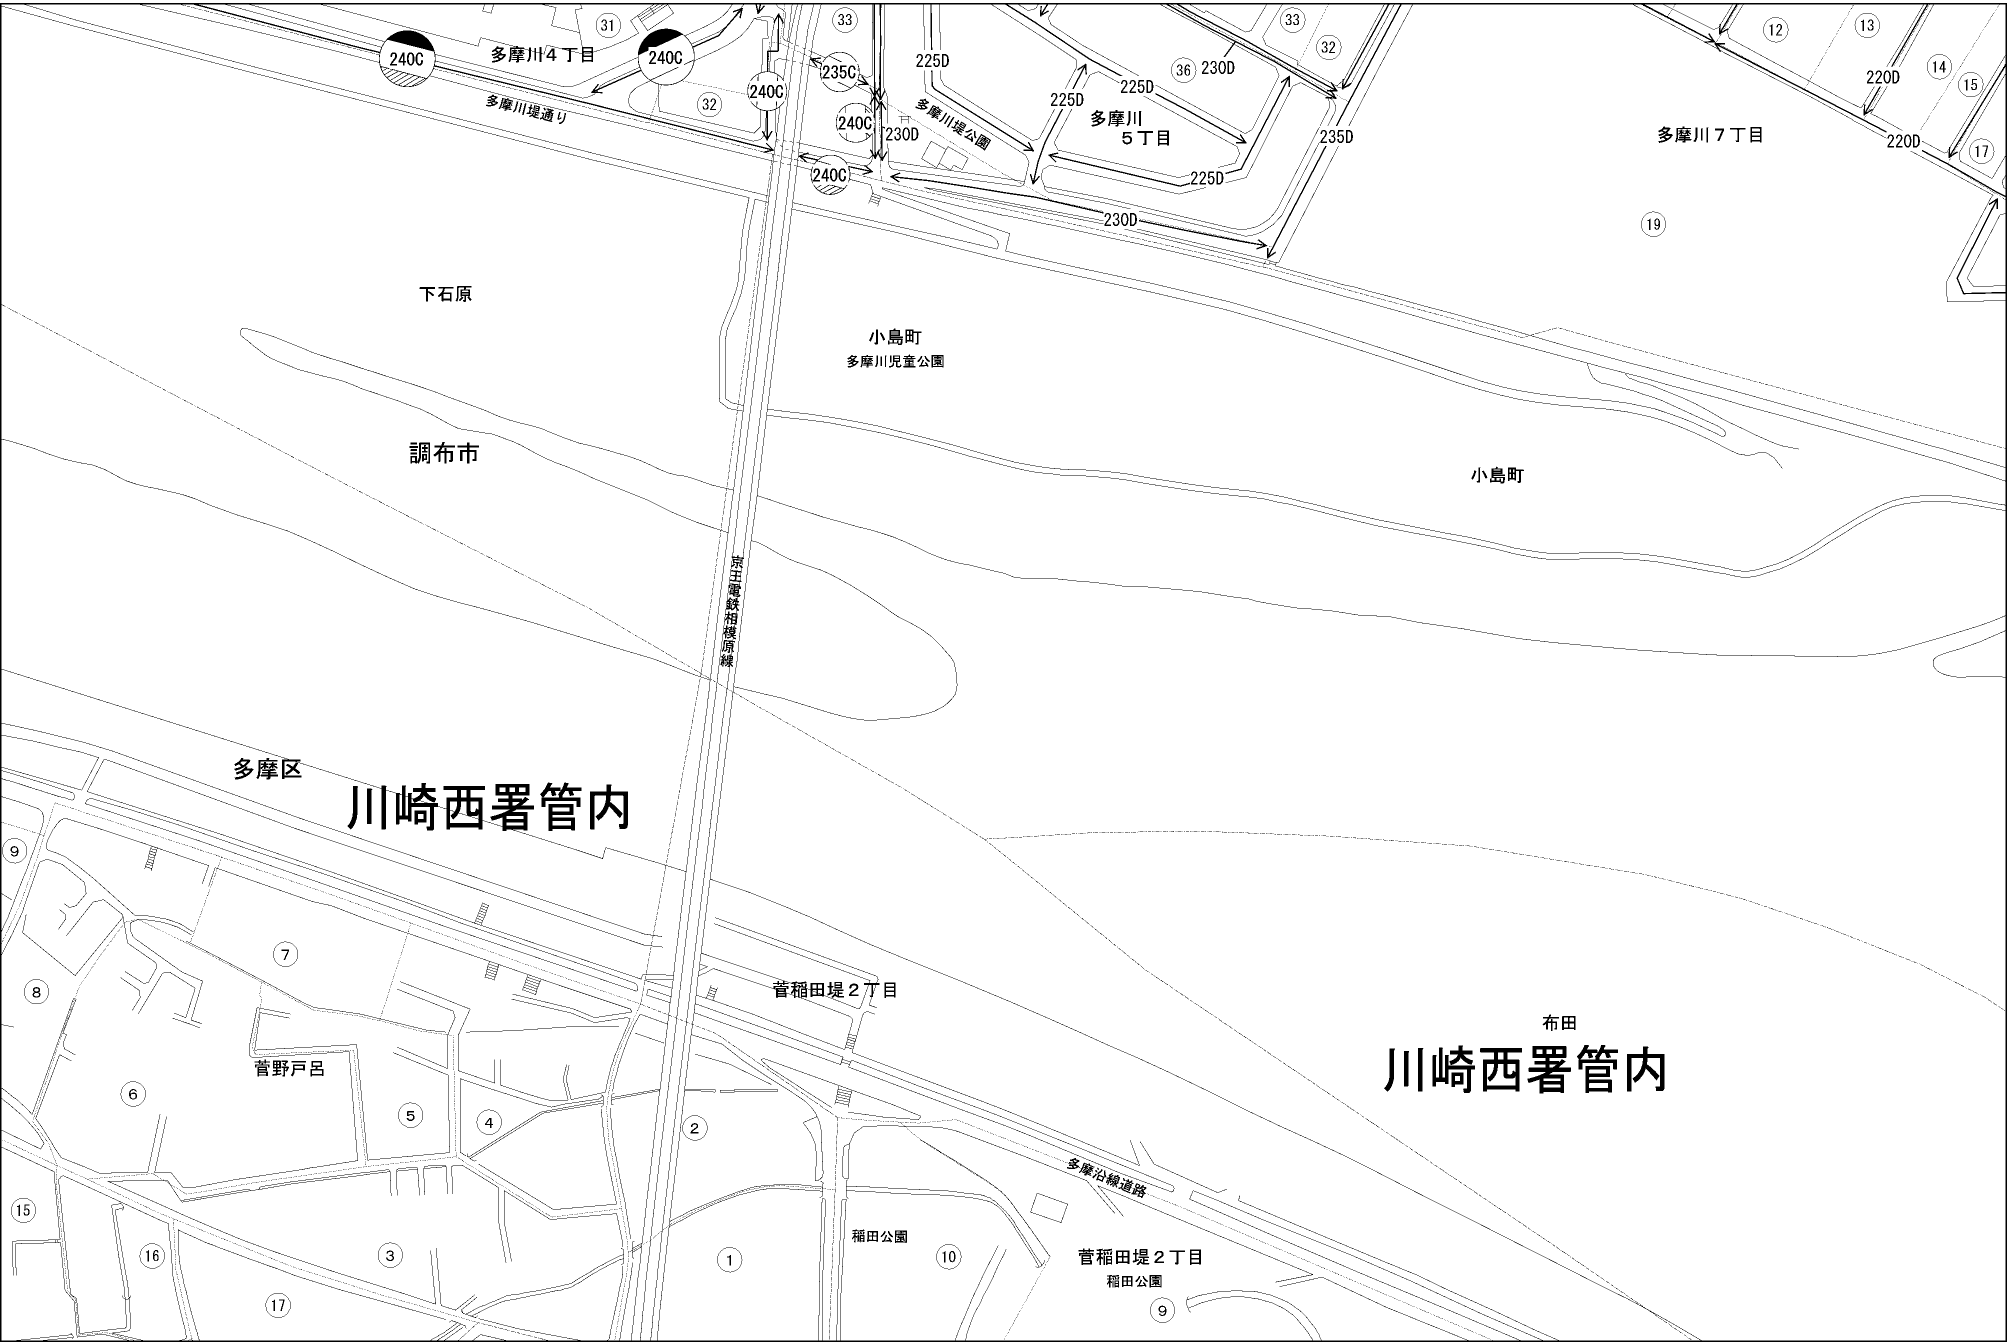 31
33
33
32
12
13
14
15
17
240C
多摩川４丁目
240C
235C
240C
225D
225D
36
230D
220D
32
225D
多摩川堤通り
240C
230D
多摩川堤公園
多摩川
５丁目
235D
多摩川７丁目
220D
240C
225D
230D
19
下石原
小島町
多摩川児童公園
調布市
小島町
京王電鉄相模原線
多摩区
川崎西署管内
9
7
8
菅稲田堤２丁目
布田
川崎西署管内
菅野戸呂
6
5
4
2
多摩沿線道路
15
16
3
1
稲田公園
10
菅稲田堤２丁目
稲田公園
17
9